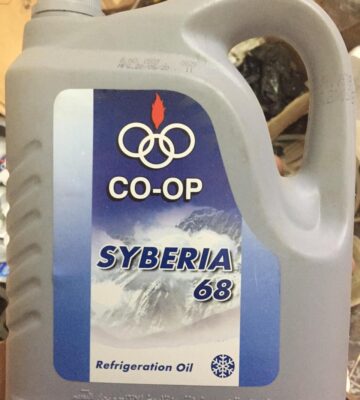 CO-OP
SYBERIA
68
Refrigeration Oil